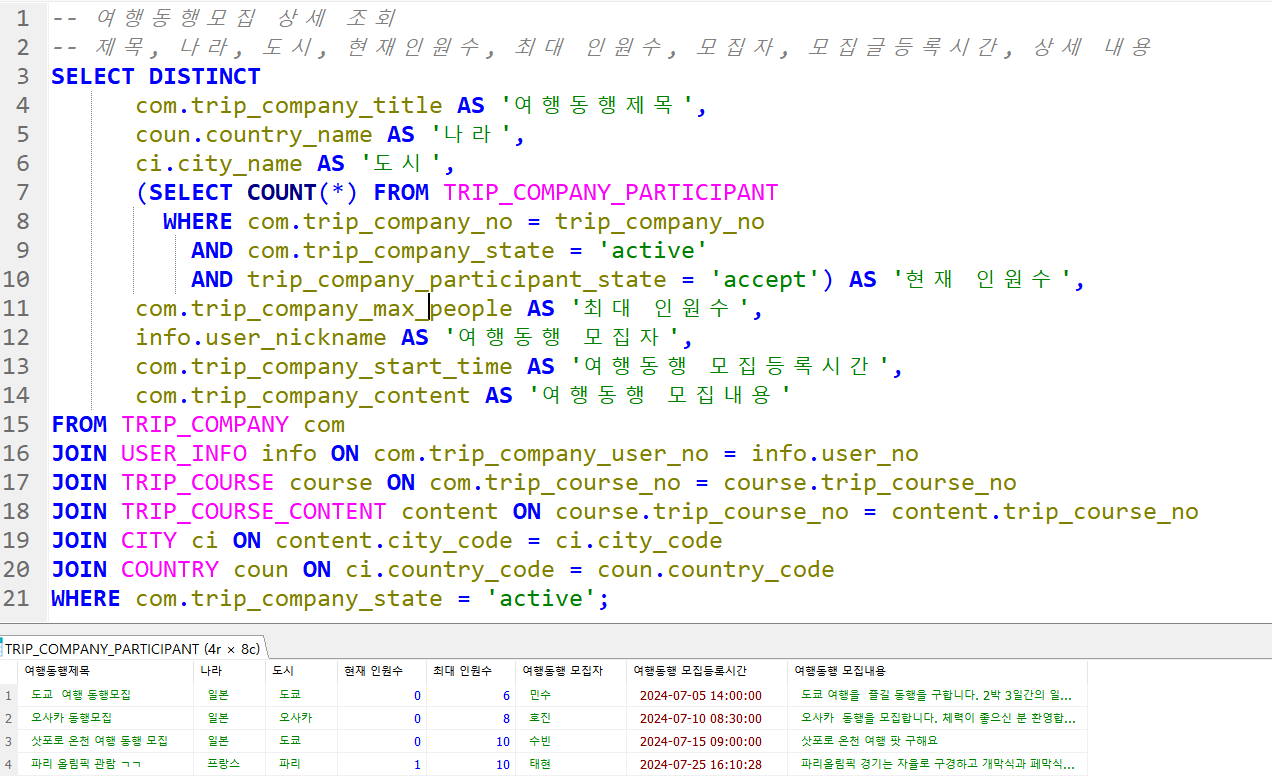 1 -- 여행동행모집 상세 조회
2 -- 제목, 나라, 도시, 현재인원수, 최대 인원수, 모집자, 모집글등록시간, 상세 내용
3 SELECT DISTINCT
4 com.trip_company_title AS '여행동행제목',
5 coun.country_name AS '나라',
6 ci.city_name AS '도시',
7 (SELECT COUNT(*) FROM TRIP_COMPANY_PARTICIPANT
8 WHERE com.trip_company_no = trip_company_no
9 AND com.trip_company_state = 'active'
10 AND trip_company_participant_state = 'accept') AS '현재 인원수',
11 com.trip_company_max_people AS '최대 인원수',
12 info.user_nickname AS '여행동행 모집자',
13 com.trip_company_start_time AS '여행동행 모집등록시간',
14 com.trip_company_content AS '여행동행 모집내용'
15 FROM TRIP_COMPANY com
16 JOIN USER_INFO info ON com.trip_company_user_no = info.user_no
17 JOIN TRIP_COURSE course ON com.trip_course_no = course.trip_course_no
18 JOIN TRIP_COURSE_CONTENT content ON course.trip_course_no = content.trip_course_no
19 JOIN CITY ci ON content.city_code = ci.city_code
20 JOIN COUNTRY coun ON ci.country_code = coun.country_code
21 WHERE com.trip_company_state = 'active';
TRIP_COMPANY_PARTICIPANT (4r × 8c)
여행동행제목 나라 도시 현재 인원수 최대 인원수 여행동행 모집자 여행동행 모집등록시간 여행동행 모집내용
1 도쿄 여행 동행모집 일본 도쿄 0 6 민수 2024-07-05 14:00:00 도쿄 여행을 즐길 동행을 구합니다. 2박 3일간의 일...
2 오사카 동행모집 일본 오사카 0 8 호진 2024-07-10 08:30:00 오사카 동행을 모집합니다. 체력이 좋으신 분 환영합...
3 삿포로 온천 여행 동행 모집 일본 도쿄 0 10 수빈 2024-07-15 09:00:00 삿포로 온천 여행 팟 구해요
4 파리 올림픽 관람 ㄱㄱ 프랑스 파리 1 10 태현 2024-07-25 16:10:28 파리올림픽 경기는 자율로 구경하고 개막식과 폐막식...